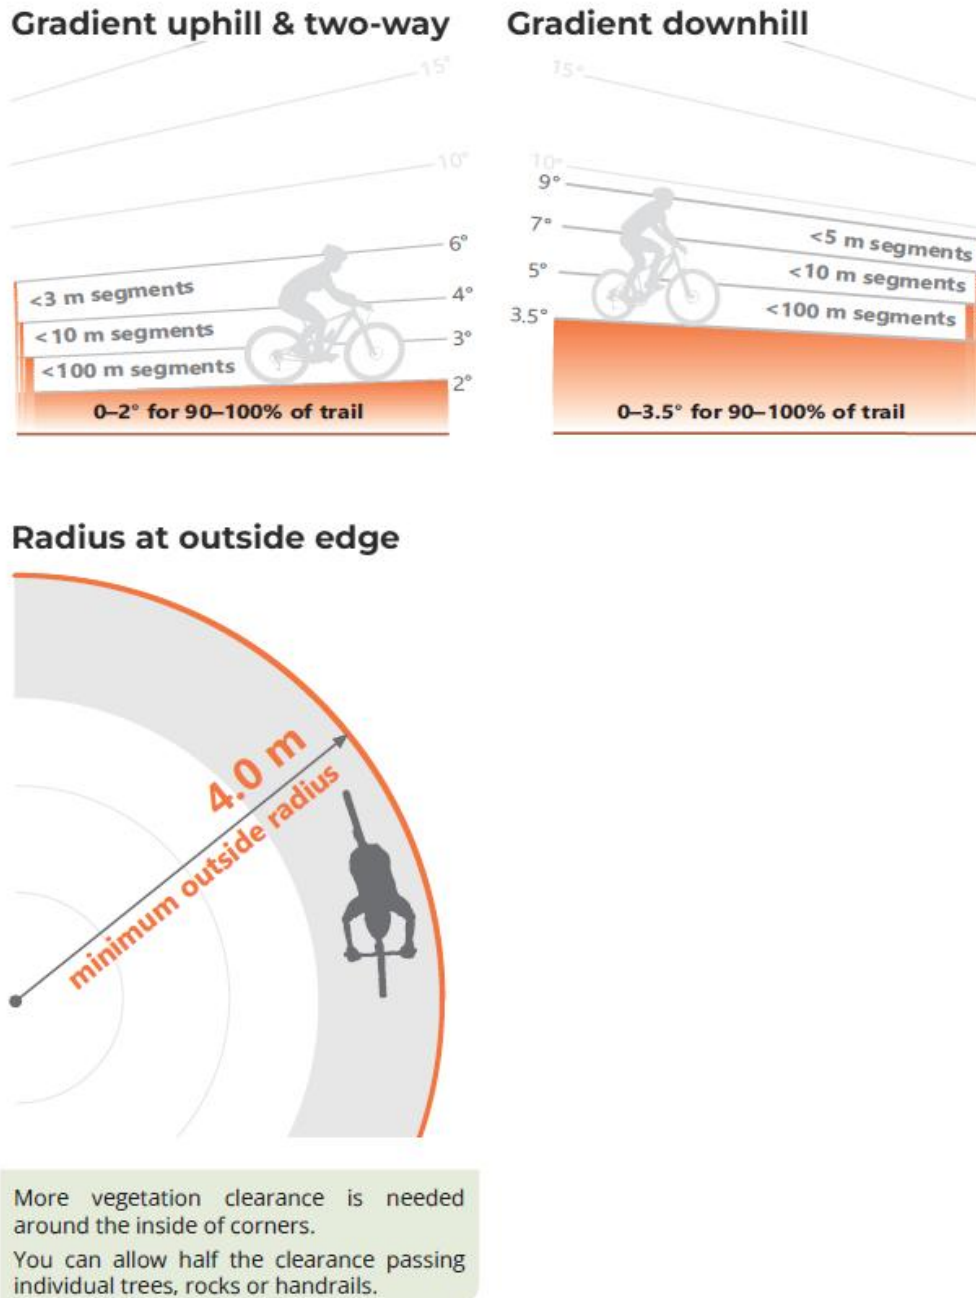 Gradient uphill & two-way
15°
10°
6°
<3 m segments
4°
<10 m segments
3°
<100 m segments
2°
0–2° for 90–100% of trail
Gradient downhill
15°
10°
9°
7°
<5 m segments
5°
<10 m segments
3.5°
<100 m segments
0–3.5° for 90–100% of trail
Radius at outside edge
4.0 m
minimum outside radius
More vegetation clearance is needed
around the inside of corners.
You can allow half the clearance passing
individual trees, rocks or handrails.